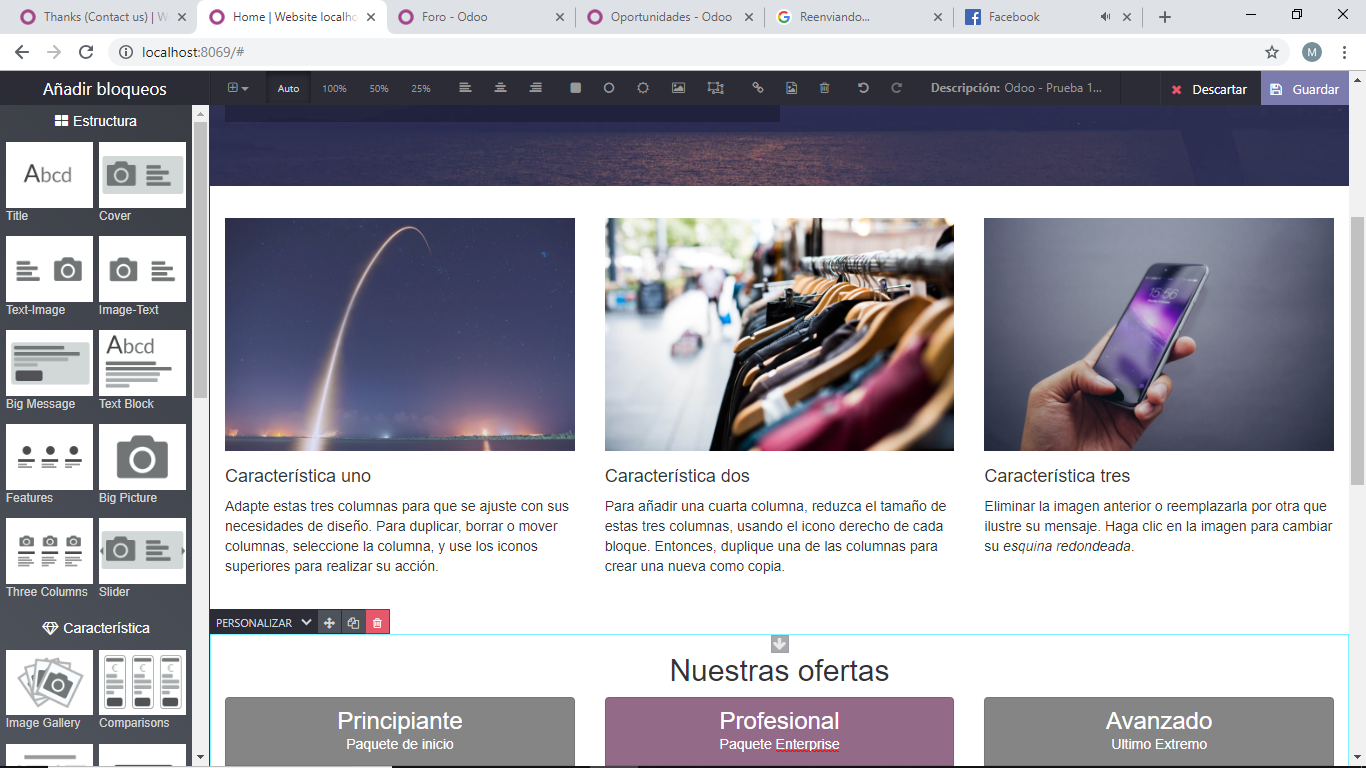 Thanks (Contact us) | W
Home | Website localho
Foro - Odoo
Oportunidades - Odoo
Reenviando...
Facebook
localhost:8069/#
M
Añadir bloqueos
Auto
100%
50%
25%
Descripción: Odoo - Prueba 1...
Descartar
Guardar
Estructura
Abcd
Title
Cover
Text-Image
Image-Text
Big Message
Abcd
Text Block
Features
Big Picture
Three Columns
Slider
Característica
Image Gallery
C C C
Comparisons
15:56
Característica uno
Adapte estas tres columnas para que se ajuste con sus
necesidades de diseño. Para duplicar, borrar o mover
columnas, seleccione la columna, y use los iconos
superiores para realizar su acción.
Característica dos
Para añadir una cuarta columna, reduzca el tamaño de
estas tres columnas, usando el icono derecho de cada
bloque. Entonces, duplique una de las columnas para
crear una nueva como copia.
Característica tres
Eliminar la imagen anterior o reemplazarla por otra que
ilustre su mensaje. Haga clic en la imagen para cambiar
su esquina redondeada.
PERSONALIZAR
Nuestras ofertas
Principiante
Paquete de inicio
Profesional
Paquete Enterprise
Avanzado
Ultimo Extremo